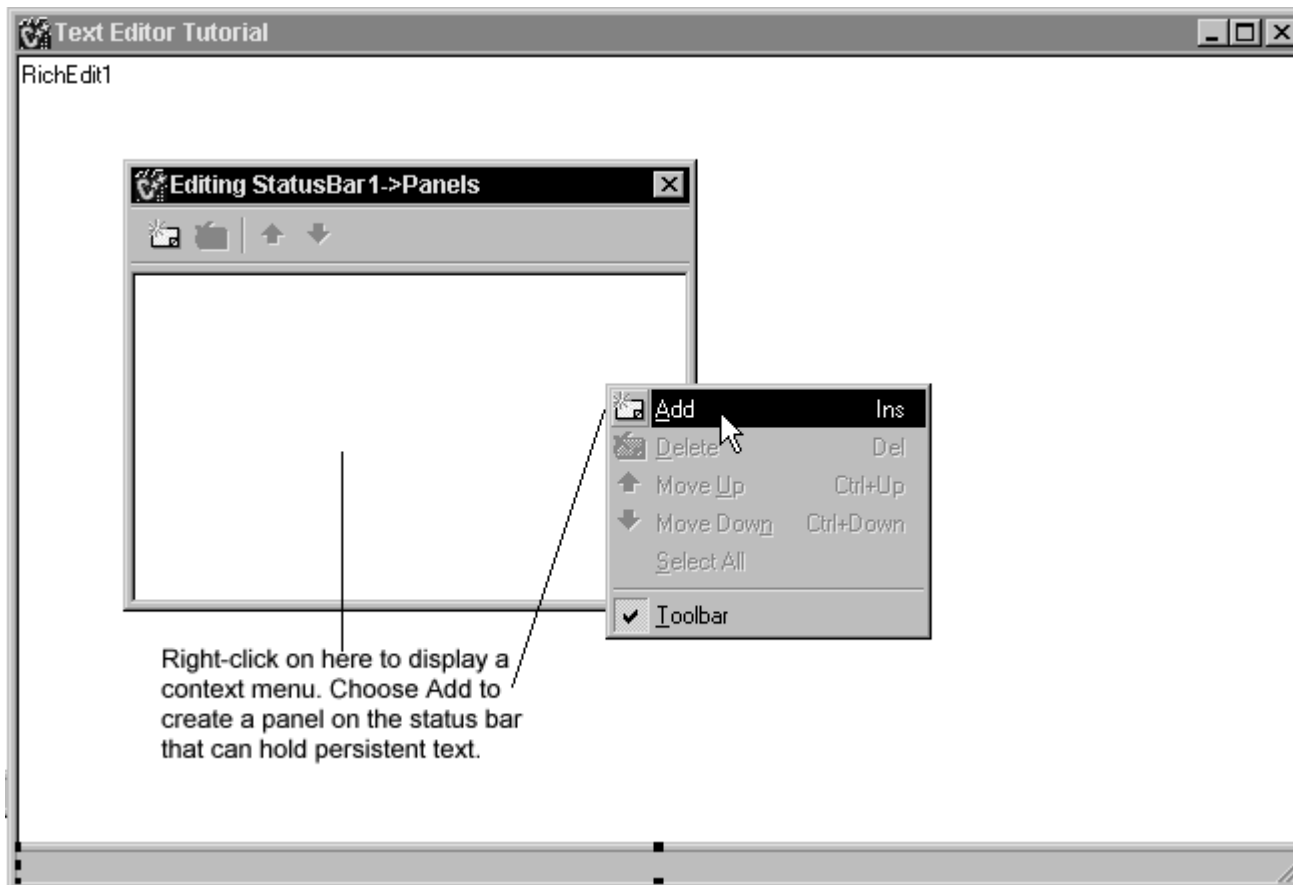 Text Editor Tutorial
RichEdit1
Editing StatusBar1->Panels
Add Ins
Delete Del
Move Up Ctrl+Up
Move Down Ctrl+Down
Select All
Toolbar
Right-click on here to display a
context menu. Choose Add to
create a panel on the status bar
that can hold persistent text.